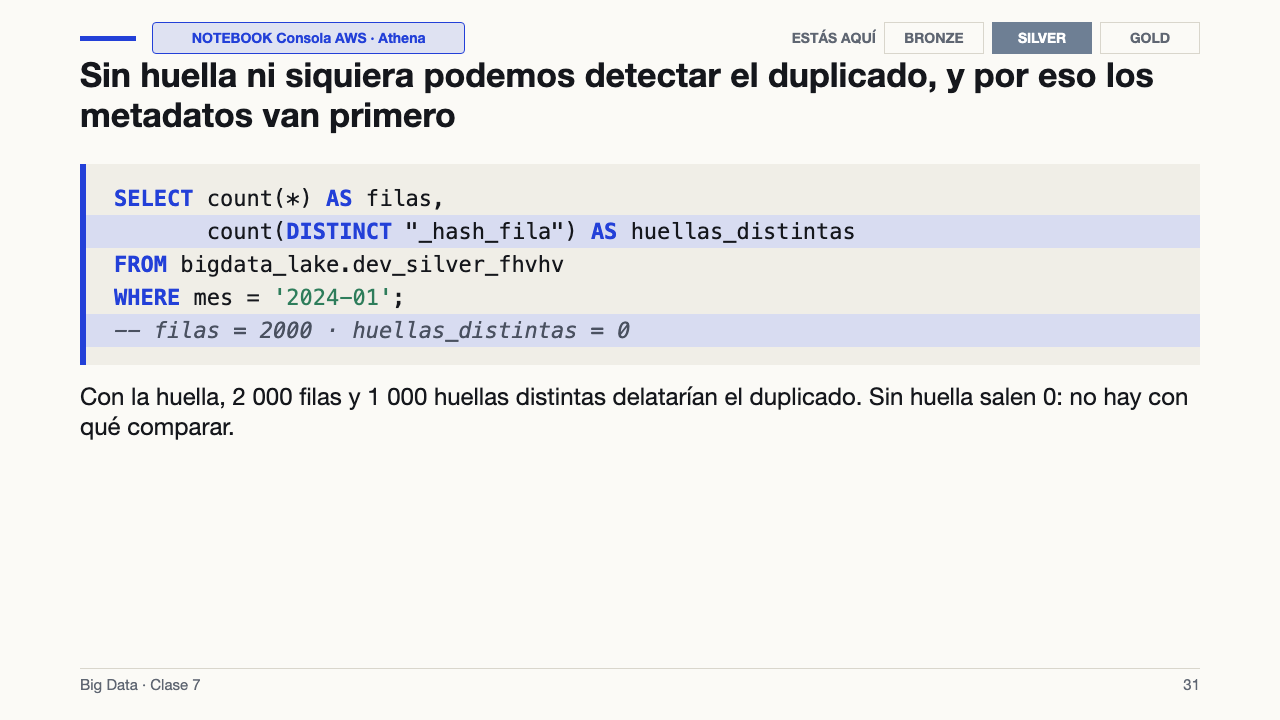 NOTEBOOK Consola AWS · Athena
ESTÁS AQUÍ BRONZE SILVER GOLD
Sin huella ni siquiera podemos detectar el duplicado, y por eso los
metadatos van primero
SELECT count(*) AS filas,
       count(DISTINCT "_hash_fila") AS huellas_distintas
FROM bigdata_lake.dev_silver_fhvhv
WHERE mes = '2024-01';
-- filas = 2000 · huellas_distintas = 0
Con la huella, 2 000 filas y 1 000 huellas distintas delatarían el duplicado. Sin huella salen 0: no hay con
qué comparar.
Big Data · Clase 7
31